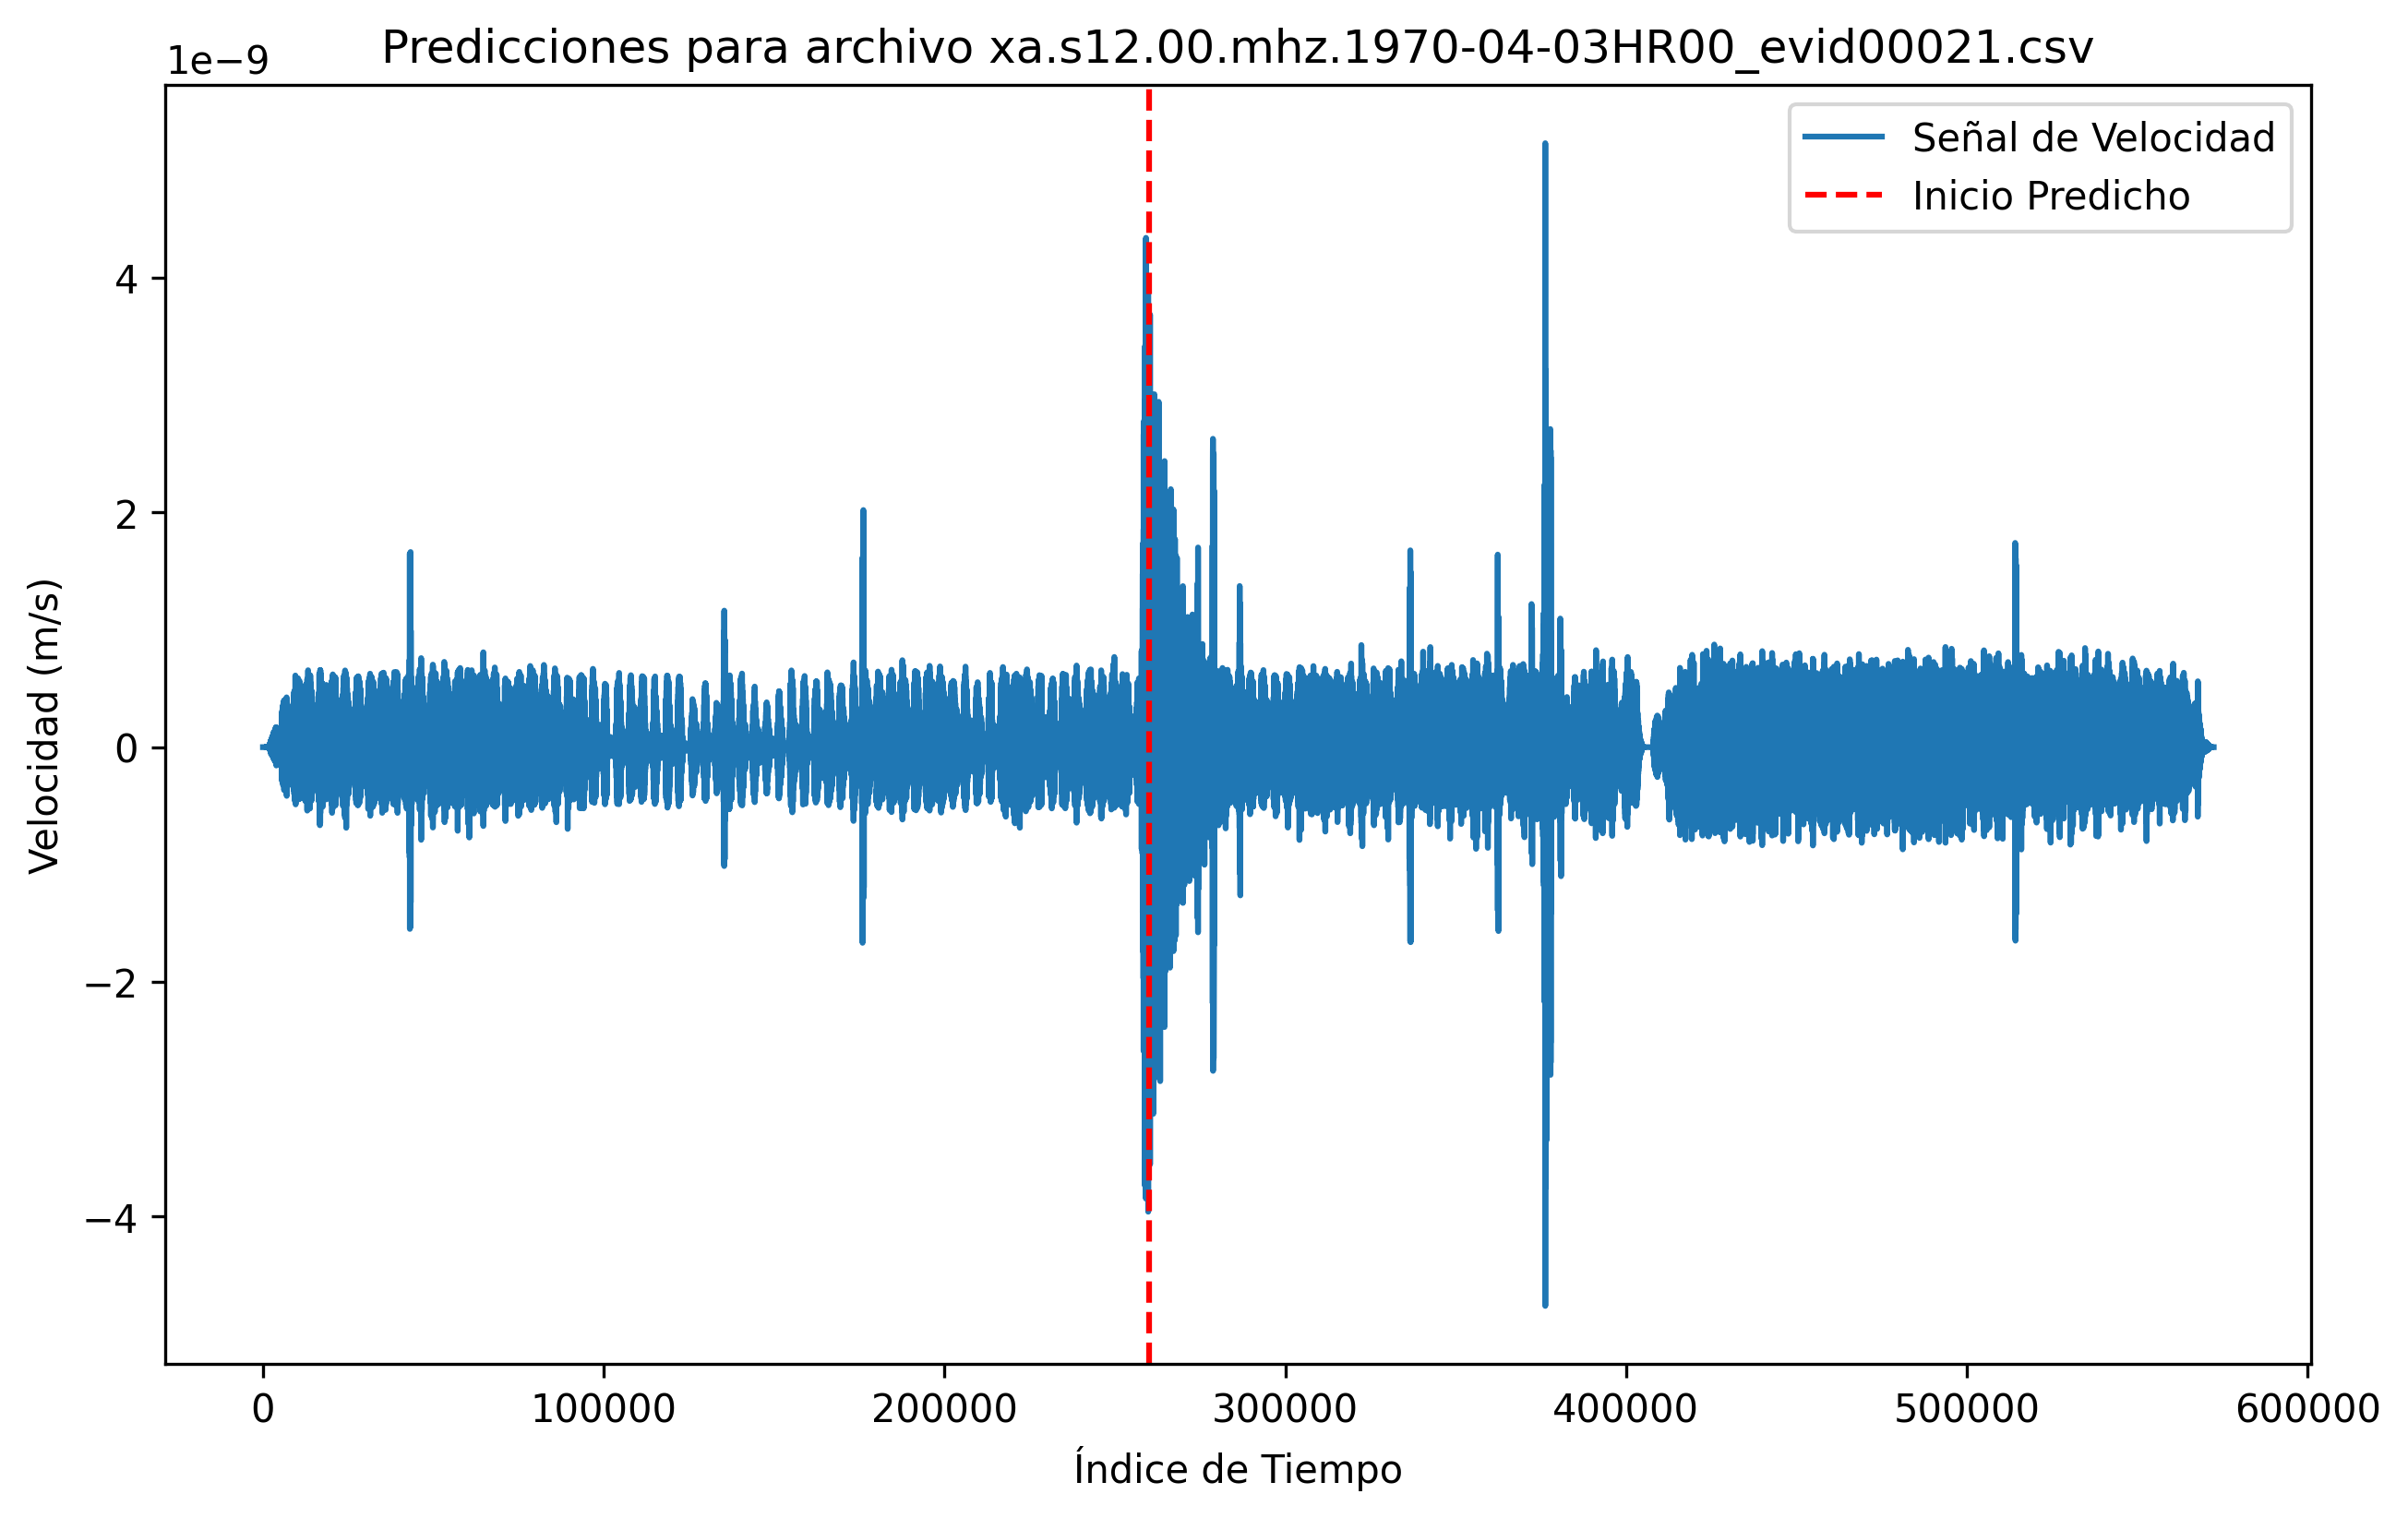 Predicciones para archivo xa.s12.00.mhz.1970-04-03HR00_evid00021.csv
1e−9
Señal de Velocidad
Inicio Predicho
4
2
0
−2
−4
Velocidad (m/s)
0 100000 200000 300000 400000 500000 600000
Índice de Tiempo